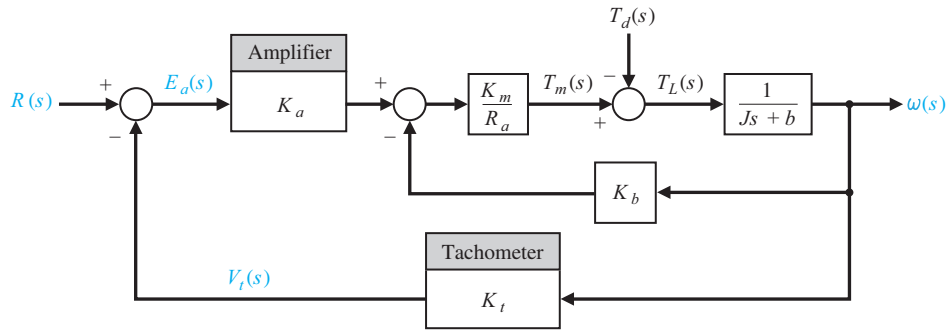 T_d(s)
Amplifier
+ E_a(s) + K_m T_m(s) − T_L(s) 1
R(s) K_a R_a + Js + b ω(s)
− −
K_b
Tachometer
V_t(s)
K_t